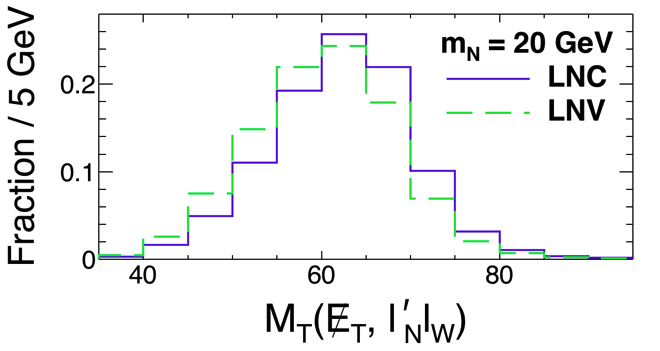 Fraction / 5 GeV
m_N = 20 GeV
LNC
LNV
0.2
0.1
0
40 60 80
M_T(E̸_T, l′_N l_W)